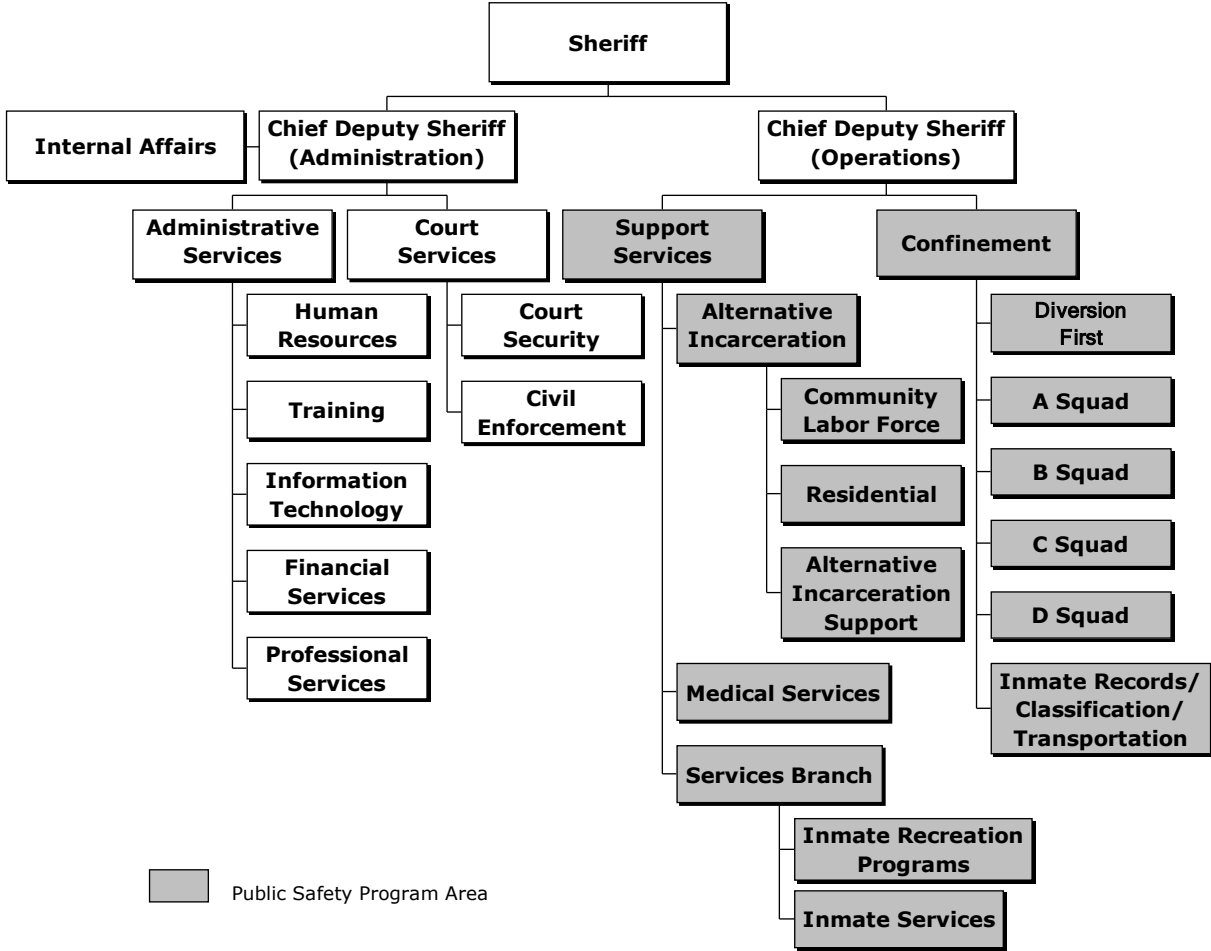 Sheriff
Internal Affairs
Chief Deputy Sheriff
(Administration)
Chief Deputy Sheriff
(Operations)
Administrative
Services
Court
Services
Support
Services
Confinement
Human
Resources
Training
Information
Technology
Financial
Services
Professional
Services
Court
Security
Civil
Enforcement
Alternative
Incarceration
Community
Labor Force
Residential
Alternative
Incarceration
Support
Medical Services
Services Branch
Inmate Recreation
Programs
Inmate Services
Diversion
First
A Squad
B Squad
C Squad
D Squad
Inmate Records/
Classification/
Transportation
Public Safety Program Area